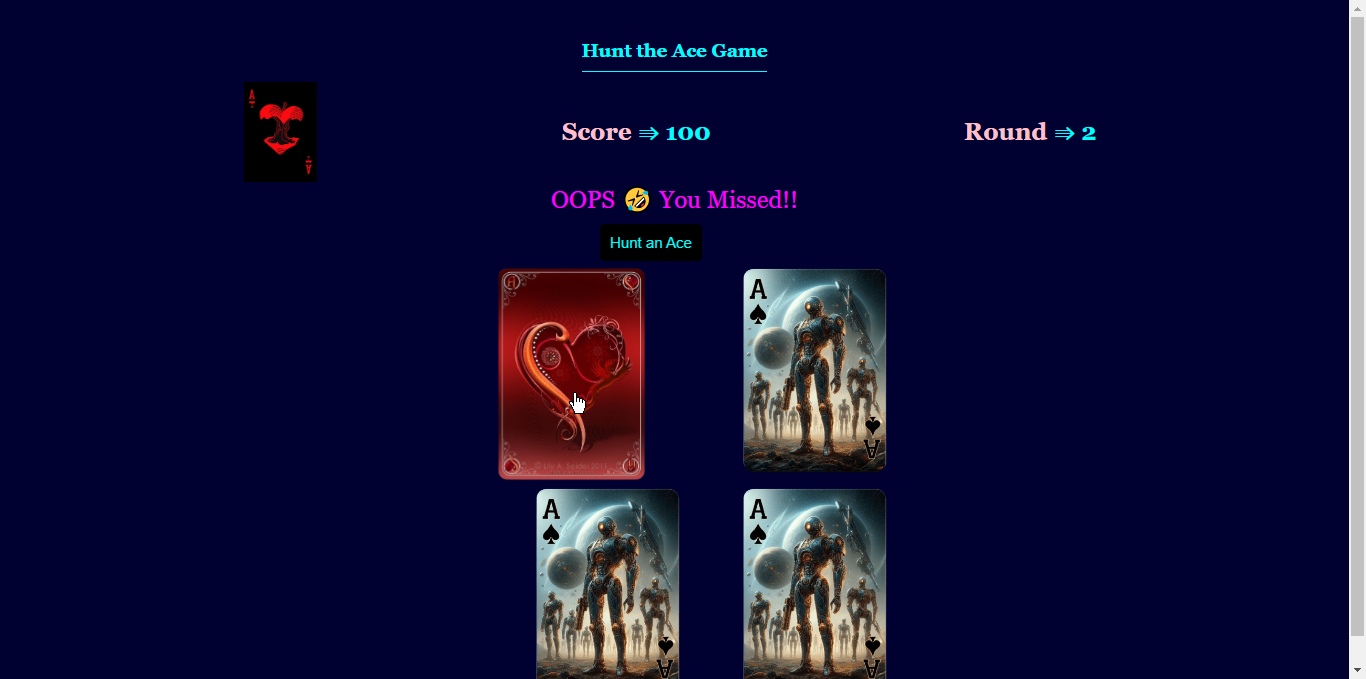 Hunt the Ace Game
A
A
Score ⇒ 100
Round ⇒ 2
OOPS 🤣 You Missed!!
Hunt an Ace
A
A
A
A
A
A